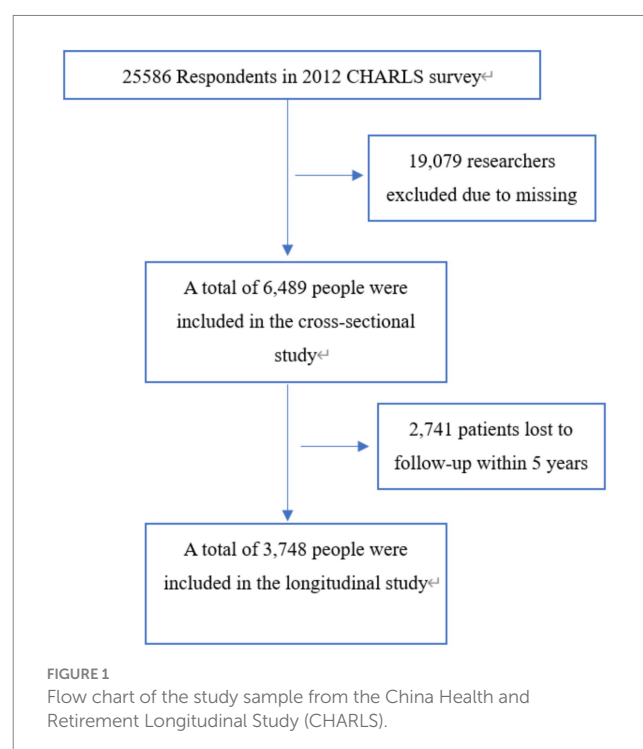 25586 Respondents in 2012 CHARLS survey↵
19,079 researchers
excluded due to missing
A total of 6,489 people were
included in the cross-sectional
study↵
2,741 patients lost to
follow-up within 5 years
A total of 3,748 people were
included in the longitudinal study↵
FIGURE 1
Flow chart of the study sample from the China Health and
Retirement Longitudinal Study (CHARLS).